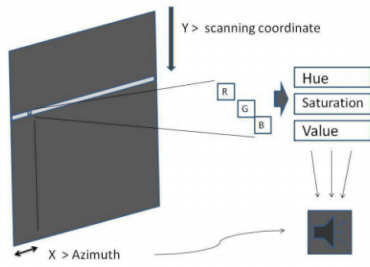 Y > scanning coordinate
R
G
B
Hue
Saturation
Value
X > Azimuth